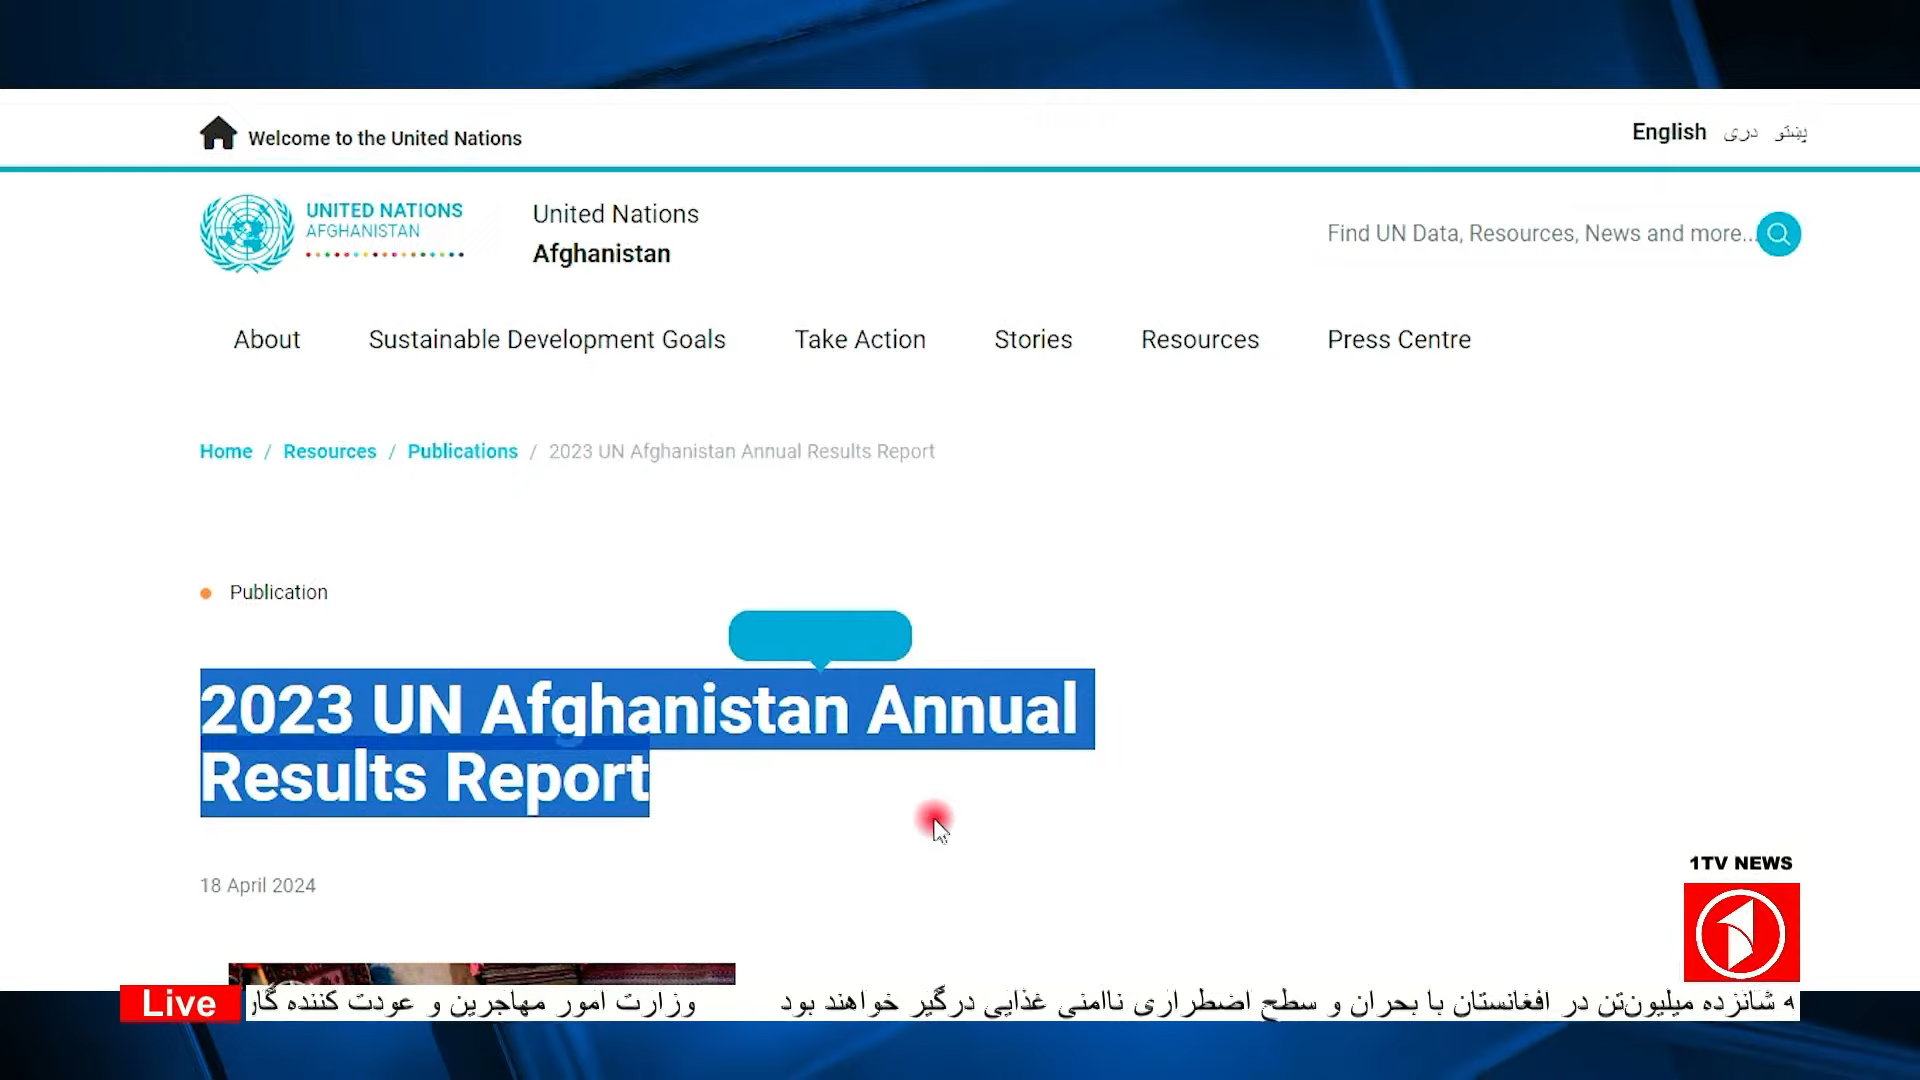 Welcome to the United Nations
English دری پښتو
UNITED NATIONS
AFGHANISTAN
United Nations
Afghanistan
Find UN Data, Resources, News and more...
About Sustainable Development Goals Take Action Stories Resources Press Centre
Home / Resources / Publications / 2023 UN Afghanistan Annual Results Report
Publication
2023 UN Afghanistan Annual
Results Report
18 April 2024
1TV NEWS
Live
ه شانزده میلیون‌تن در افغانستان با بحران و سطح اضطراری ناامنی غذایی درگیر خواهند بود وزارت امور مهاجرین و عودت کننده گان